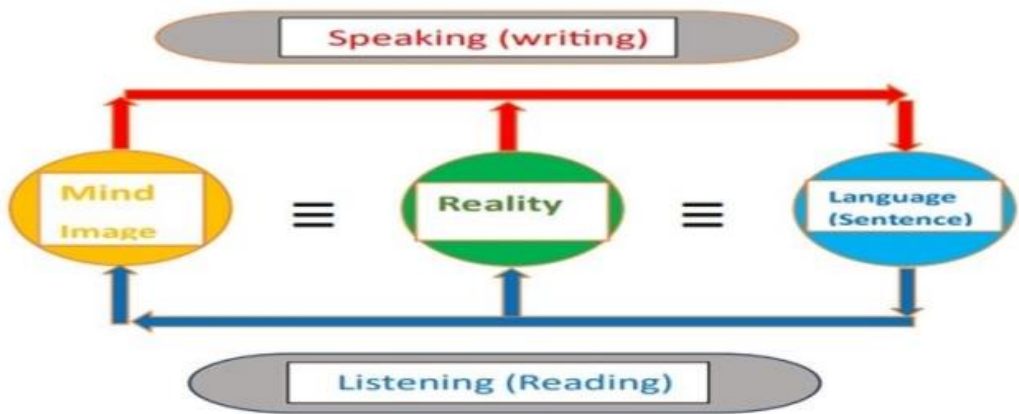 Speaking (writing)
Mind
Image
≡
Reality
≡
Language
(Sentence)
Listening (Reading)